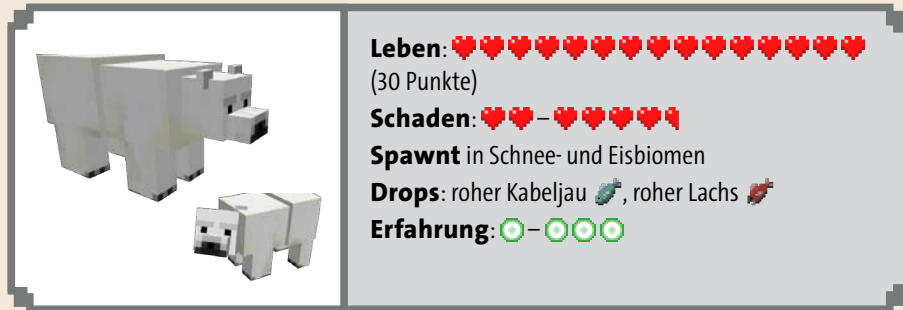 Leben:
(30 Punkte)
Schaden: –
Spawnt in Schnee- und Eisbiomen
Drops: roher Kabeljau , roher Lachs
Erfahrung: –